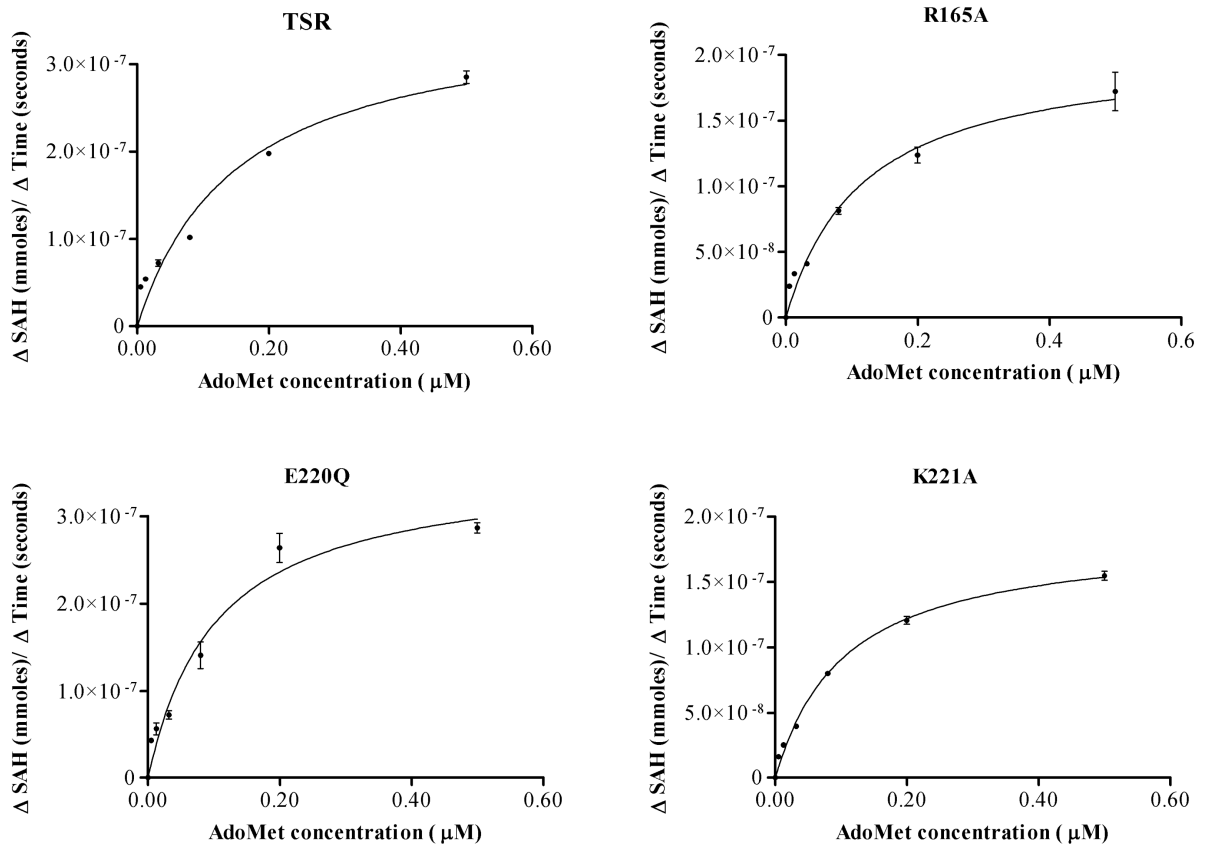 TSR
Δ SAH (mmoles)/ Δ Time (seconds)
3.0×10⁻⁷
2.0×10⁻⁷
1.0×10⁻⁷
0
0.00 0.20 0.40 0.60
AdoMet concentration ( μM)
R165A
Δ SAH (mmoles)/ Δ Time (seconds)
2.0×10⁻⁷
1.5×10⁻⁷
1.0×10⁻⁷
5.0×10⁻⁸
0
0.0 0.2 0.4 0.6
AdoMet concentration ( μM)
E220Q
Δ SAH (mmoles)/ Δ Time (seconds)
3.0×10⁻⁷
2.0×10⁻⁷
1.0×10⁻⁷
0
0.00 0.20 0.40 0.60
AdoMet concentration ( μM)
K221A
Δ SAH (mmoles)/ Δ Time (seconds)
2.0×10⁻⁷
1.5×10⁻⁷
1.0×10⁻⁷
5.0×10⁻⁸
0
0.00 0.20 0.40 0.60
AdoMet concentration ( μM)